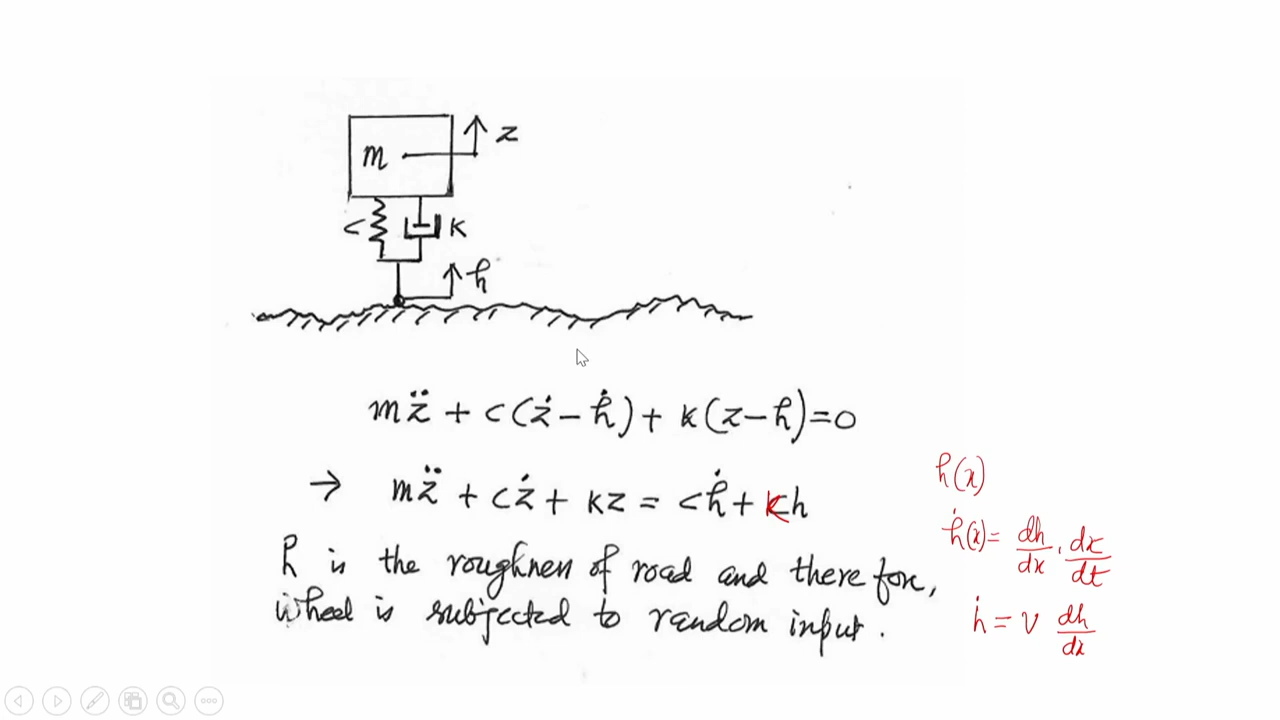 m
z
C
K
h
mz̈ + c(ż − ḣ) + k(z − h) = 0
→ mz̈ + cż + kz = cḣ + kh
h is the roughness of road and therefore,
wheel is subjected to random input.
h(x)
ḣ(x) = dh/dx . dx/dt
ḣ = v dh/dx